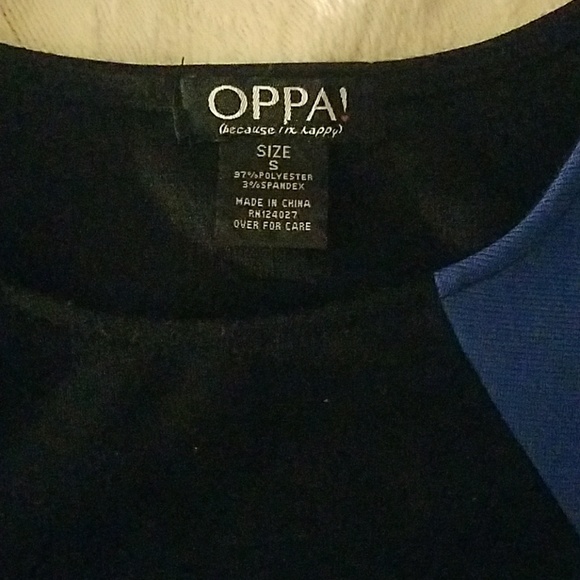 OPPA!
(because i'm happy)
SIZE
S
97%POLYESTER
3%SPANDEX
MADE IN CHINA
RN124027
OVER FOR CARE